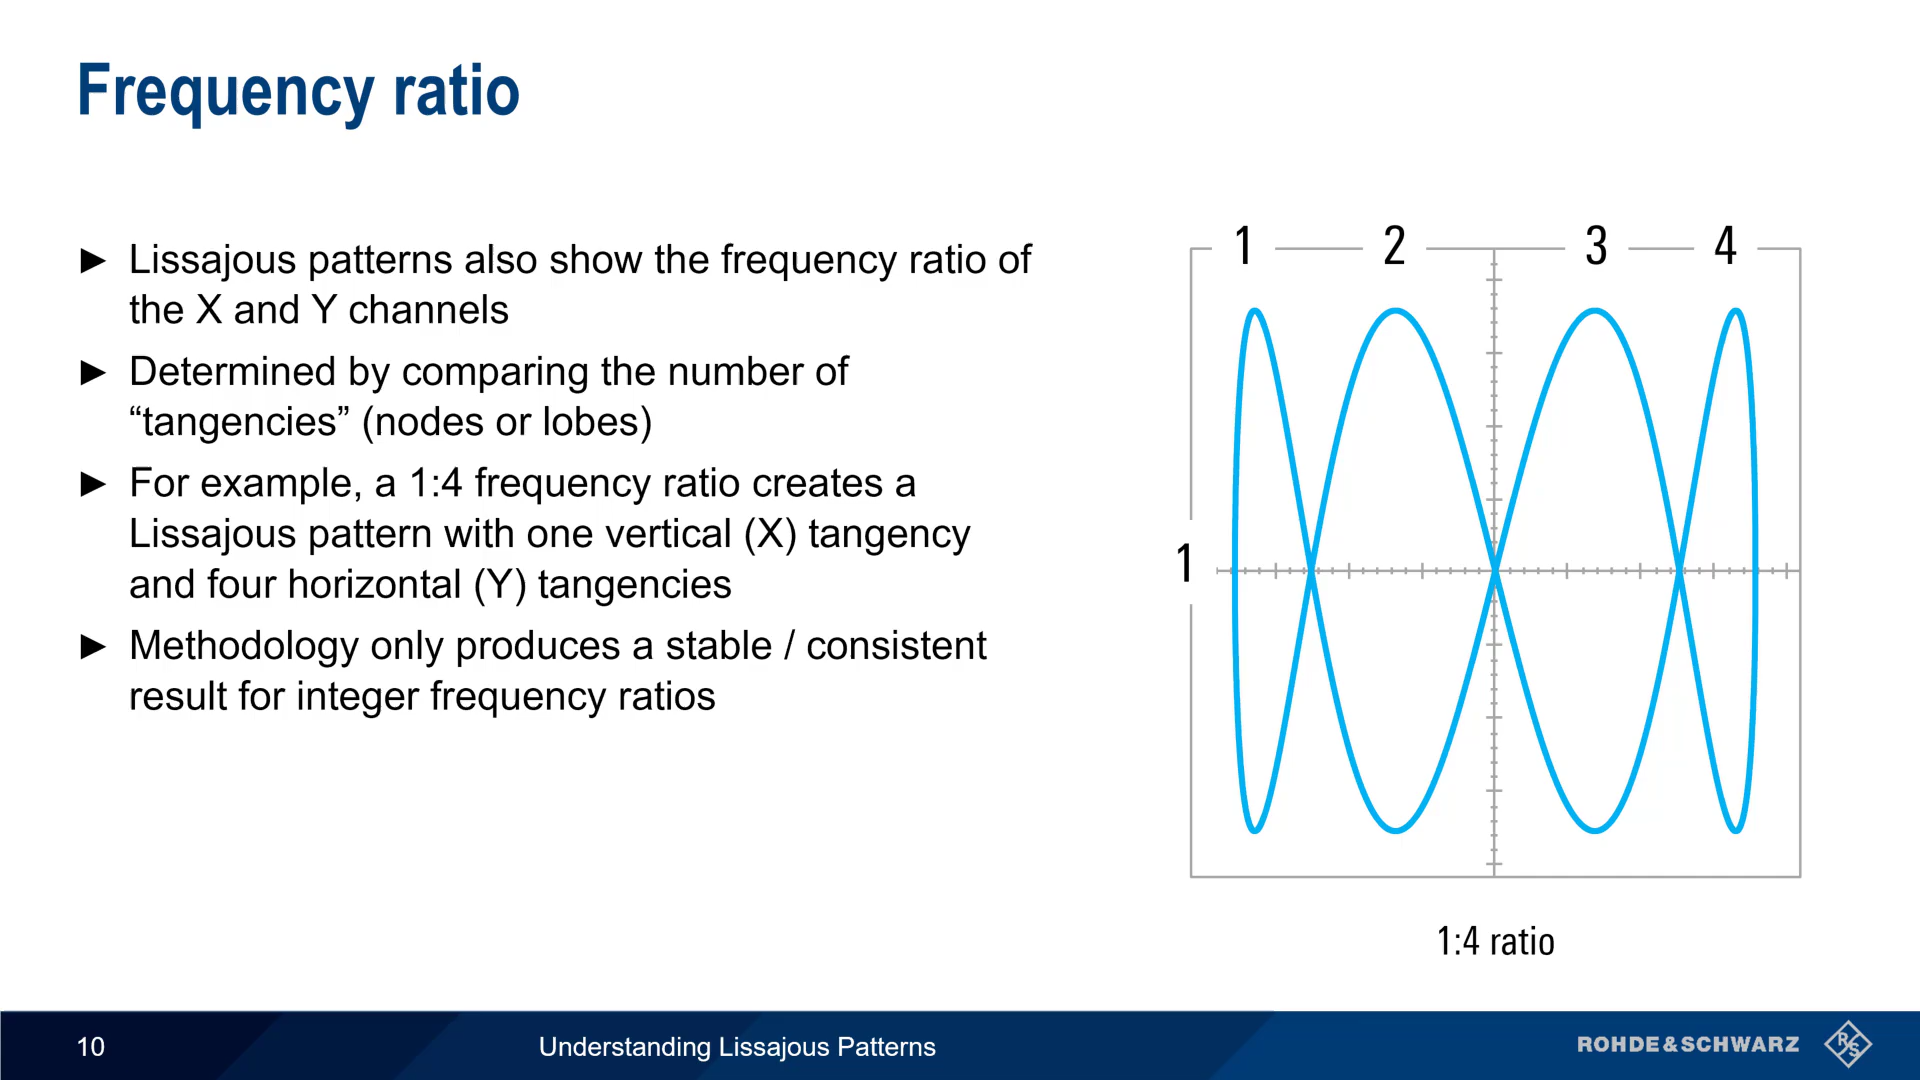 Frequency ratio
► Lissajous patterns also show the frequency ratio of
the X and Y channels
► Determined by comparing the number of
“tangencies” (nodes or lobes)
► For example, a 1:4 frequency ratio creates a
Lissajous pattern with one vertical (X) tangency
and four horizontal (Y) tangencies
► Methodology only produces a stable / consistent
result for integer frequency ratios
1 2 3 4
1
1:4 ratio
10 Understanding Lissajous Patterns ROHDE&SCHWARZ R&S